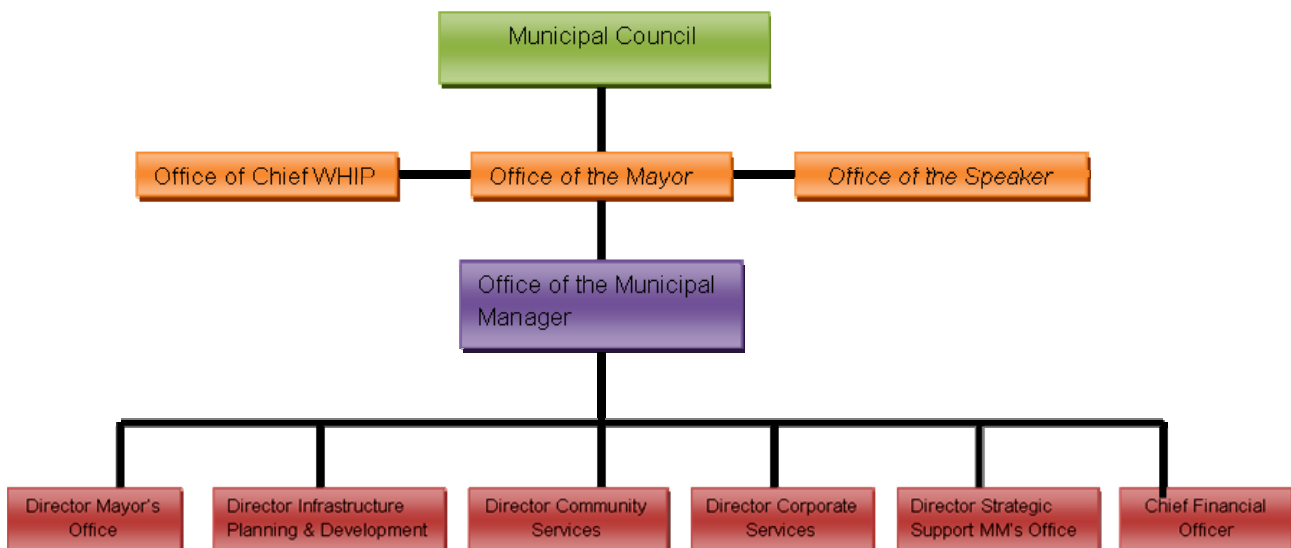 Municipal Council
Office of Chief WHIP
Office of the Mayor
Office of the Speaker
Office of the Municipal
Manager
Director Mayor's
Office
Director Infrastructure
Planning & Development
Director Community
Services
Director Corporate
Services
Director Strategic
Support MM's Office
Chief Financial
Officer